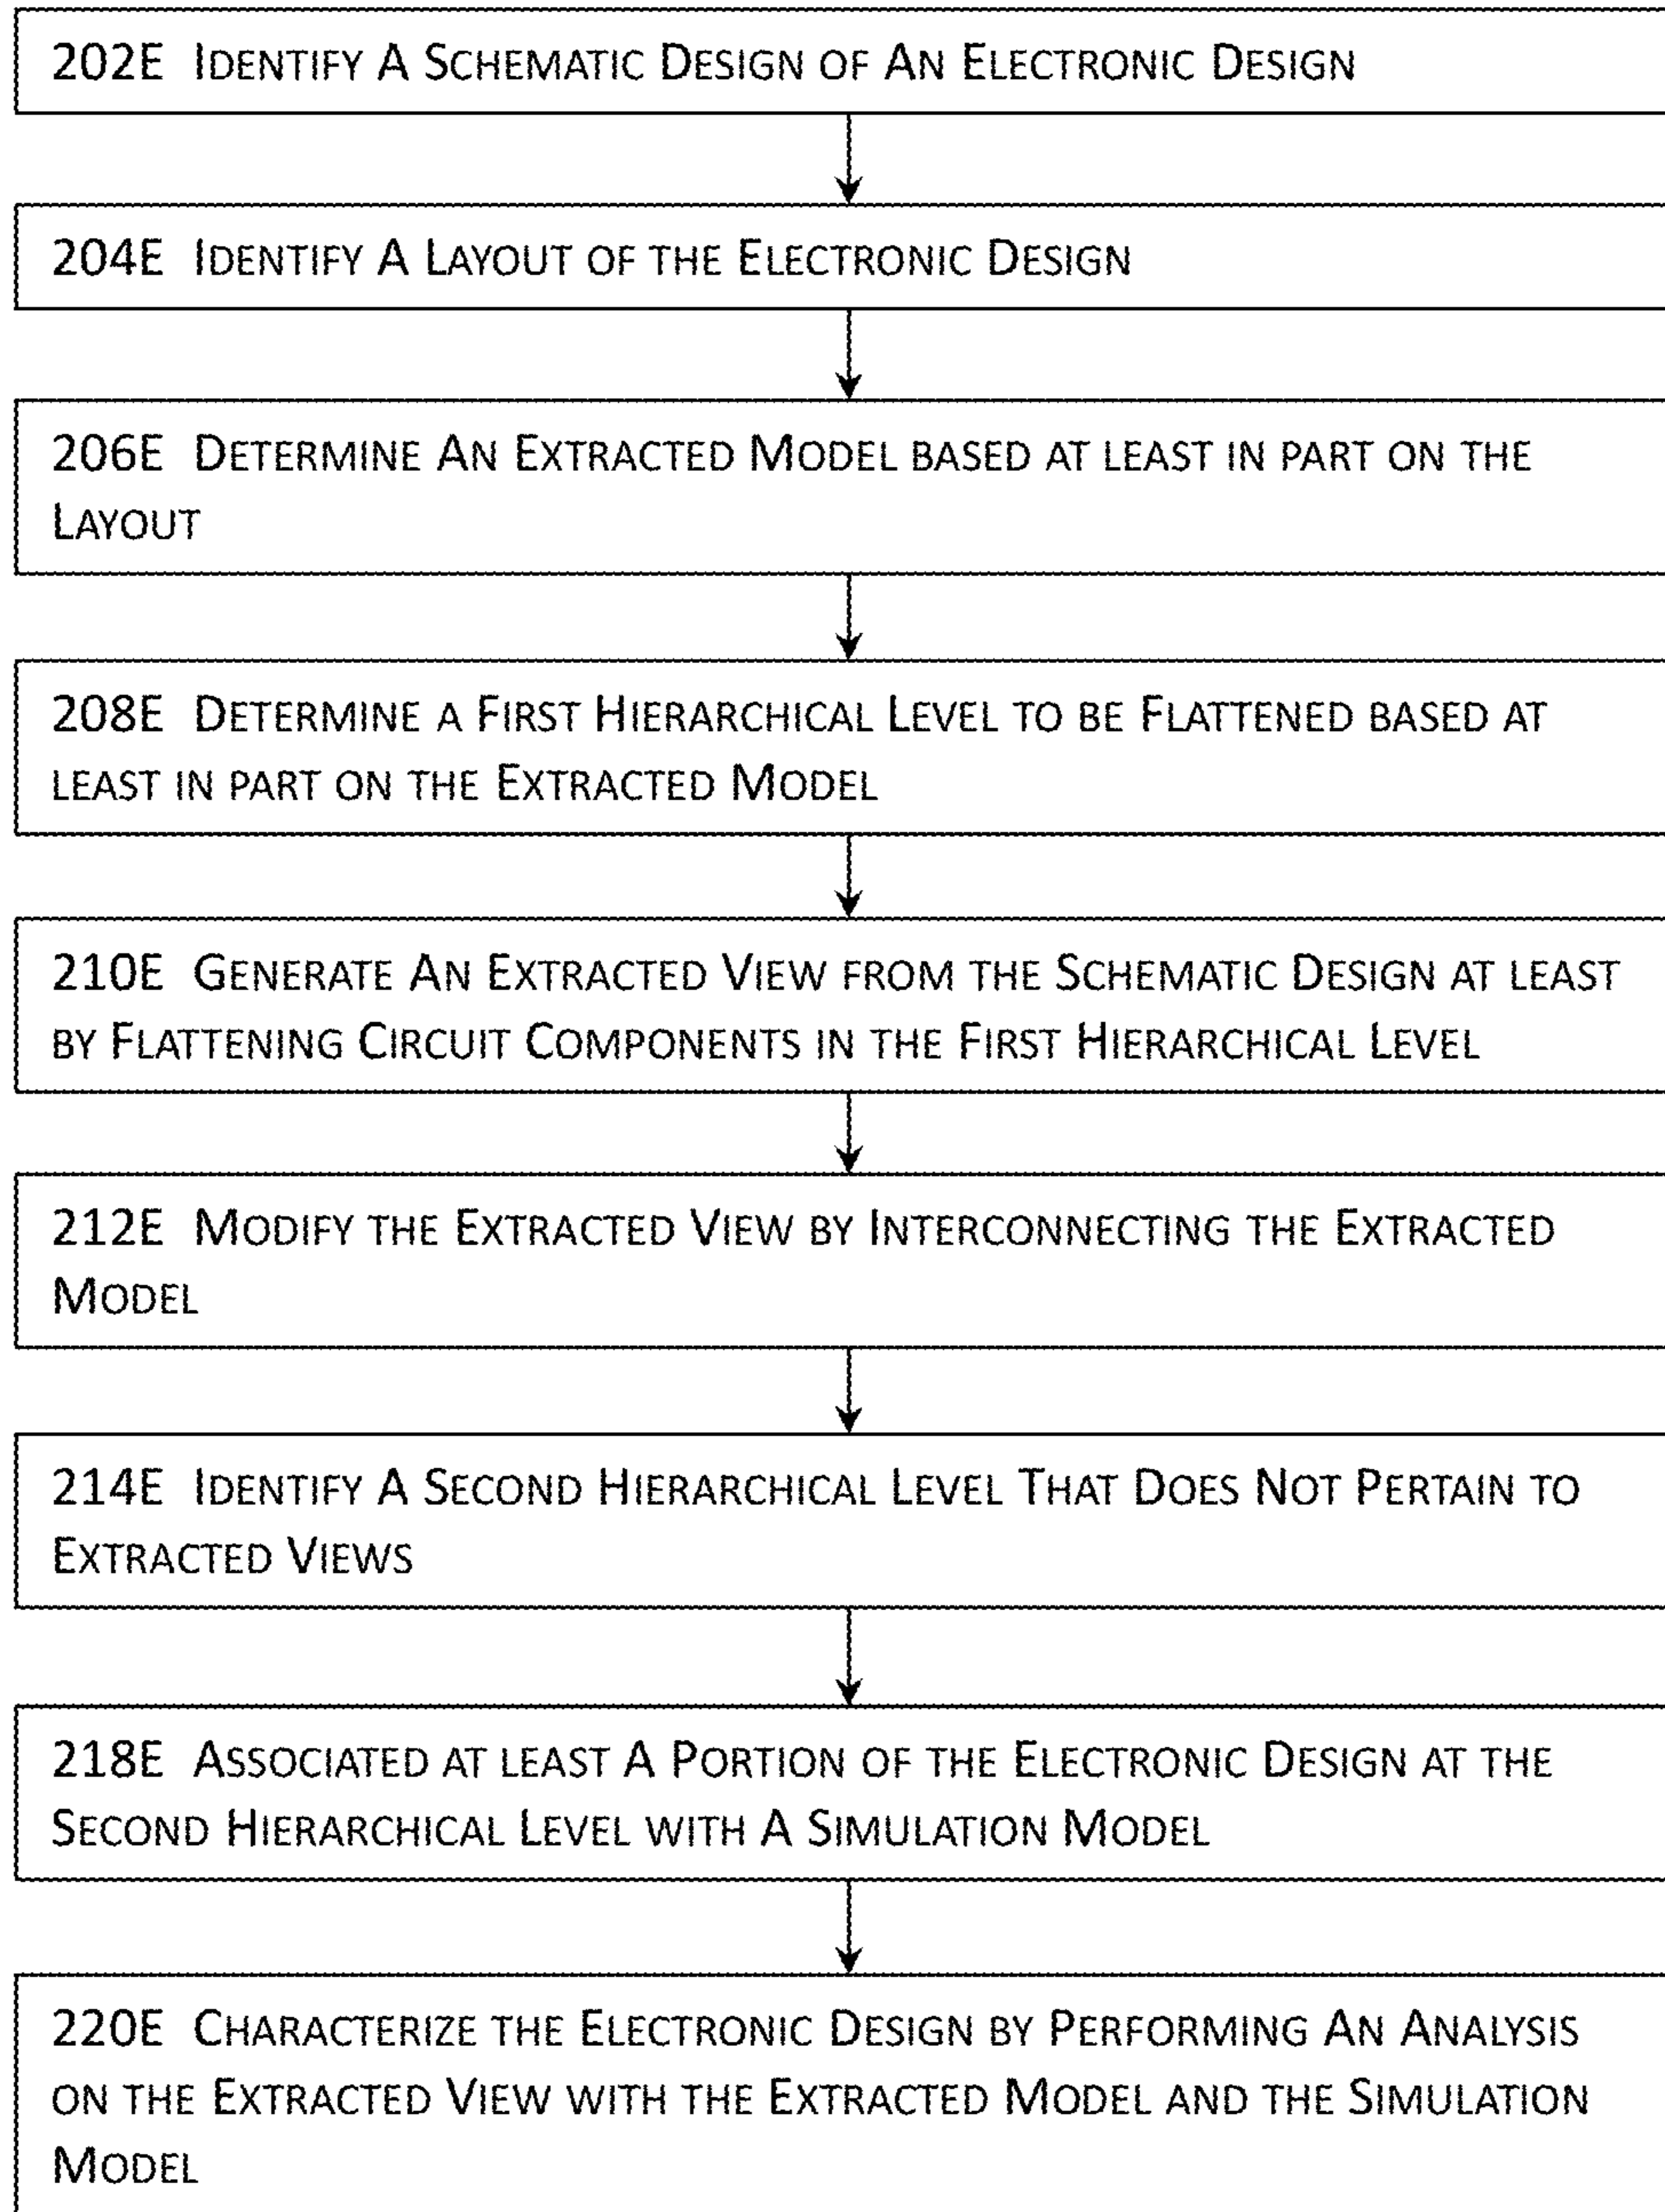 202E IDENTIFY A SCHEMATIC DESIGN OF AN ELECTRONIC DESIGN
204E IDENTIFY A LAYOUT OF THE ELECTRONIC DESIGN
206E DETERMINE AN EXTRACTED MODEL BASED AT LEAST IN PART ON THE
LAYOUT
208E DETERMINE A FIRST HIERARCHICAL LEVEL TO BE FLATTENED BASED AT
LEAST IN PART ON THE EXTRACTED MODEL
210E GENERATE AN EXTRACTED VIEW FROM THE SCHEMATIC DESIGN AT LEAST
BY FLATTENING CIRCUIT COMPONENTS IN THE FIRST HIERARCHICAL LEVEL
212E MODIFY THE EXTRACTED VIEW BY INTERCONNECTING THE EXTRACTED
MODEL
214E IDENTIFY A SECOND HIERARCHICAL LEVEL THAT DOES NOT PERTAIN TO
EXTRACTED VIEWS
218E ASSOCIATED AT LEAST A PORTION OF THE ELECTRONIC DESIGN AT THE
SECOND HIERARCHICAL LEVEL WITH A SIMULATION MODEL
220E CHARACTERIZE THE ELECTRONIC DESIGN BY PERFORMING AN ANALYSIS
ON THE EXTRACTED VIEW WITH THE EXTRACTED MODEL AND THE SIMULATION
MODEL